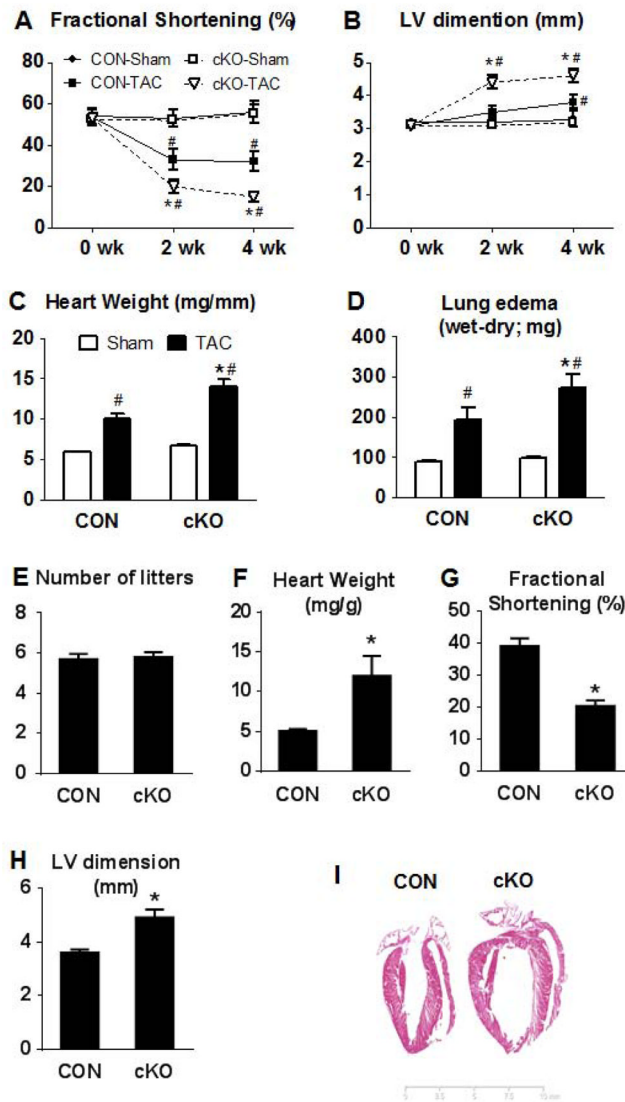 A Fractional Shortening (%)
CON-Sham cKO-Sham
CON-TAC cKO-TAC
80
60
40
20
0
#
#
*#
*#
0 wk 2 wk 4 wk
B LV dimention (mm)
5
4
3
2
1
0
*#
*#
#
0 wk 2 wk 4 wk
C Heart Weight (mg/mm)
Sham TAC
20
15
10
5
0
#
*#
CON cKO
D Lung edema
(wet-dry; mg)
400
300
200
100
0
#
*#
CON cKO
E Number of litters
8
6
4
2
0
CON cKO
F Heart Weight
(mg/g)
20
15
10
5
0
*
CON cKO
G Fractional
Shortening (%)
50
40
30
20
10
0
*
CON cKO
H LV dimension
(mm)
6
4
2
0
*
CON cKO
I CON cKO
5 7.5 10 mm